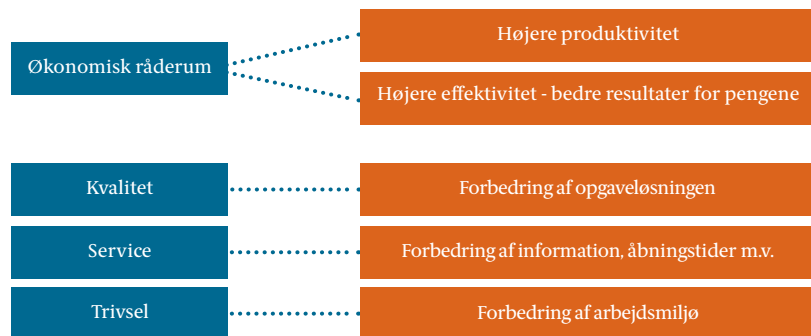 Økonomisk råderum
Højere produktivitet
Højere effektivitet - bedre resultater for pengene
Kvalitet
Forbedring af opgaveløsningen
Service
Forbedring af information, åbningstider m.v.
Trivsel
Forbedring af arbejdsmiljø